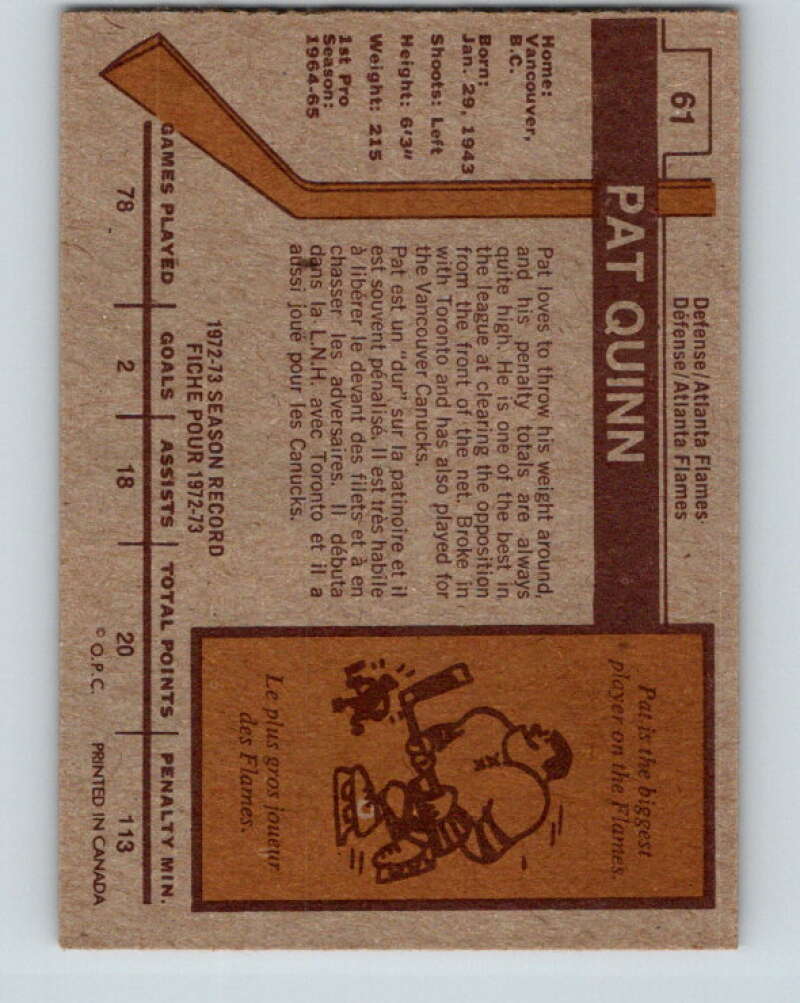 61
Defense/Atlanta Flames
Défense/Atlanta Flames
PAT QUINN
Home:
Vancouver,
B.C.
Born:
Jan. 29, 1943
Shoots: Left
Height: 6'3"
Weight: 215
1st Pro
Season:
1964-65
Pat loves to throw his weight around,
and his penalty totals are always
quite high. He is one of the best in
the league at clearing the opposition
from the front of the net. Broke in
with Toronto and has also played for
the Vancouver Canucks.
Pat est un "dur" sur la patinoire et il
est souvent pénalisé. Il est très habile
à libérer le devant des filets et à en
chasser les adversaires. Il débuta
dans la L.N.H. avec Toronto et il a
aussi joué pour les Canucks.
Pat is the biggest
player on the Flames.
Le plus gros joueur
des Flames.
1972-73 SEASON RECORD
FICHE POUR 1972-73
GAMES PLAYED GOALS ASSISTS TOTAL POINTS PENALTY MIN.
78 2 18 20 113
© O.P.C. PRINTED IN CANADA